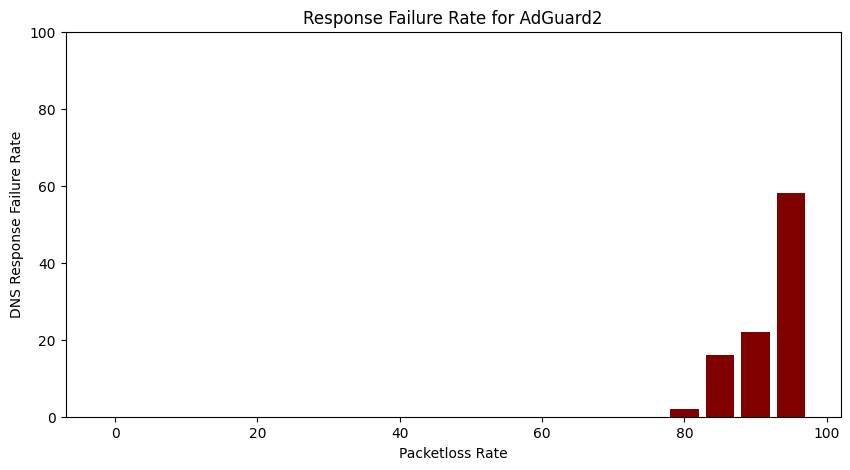 Response Failure Rate for AdGuard2
100
80
60
40
20
0
DNS Response Failure Rate
0 20 40 60 80 100
Packetloss Rate